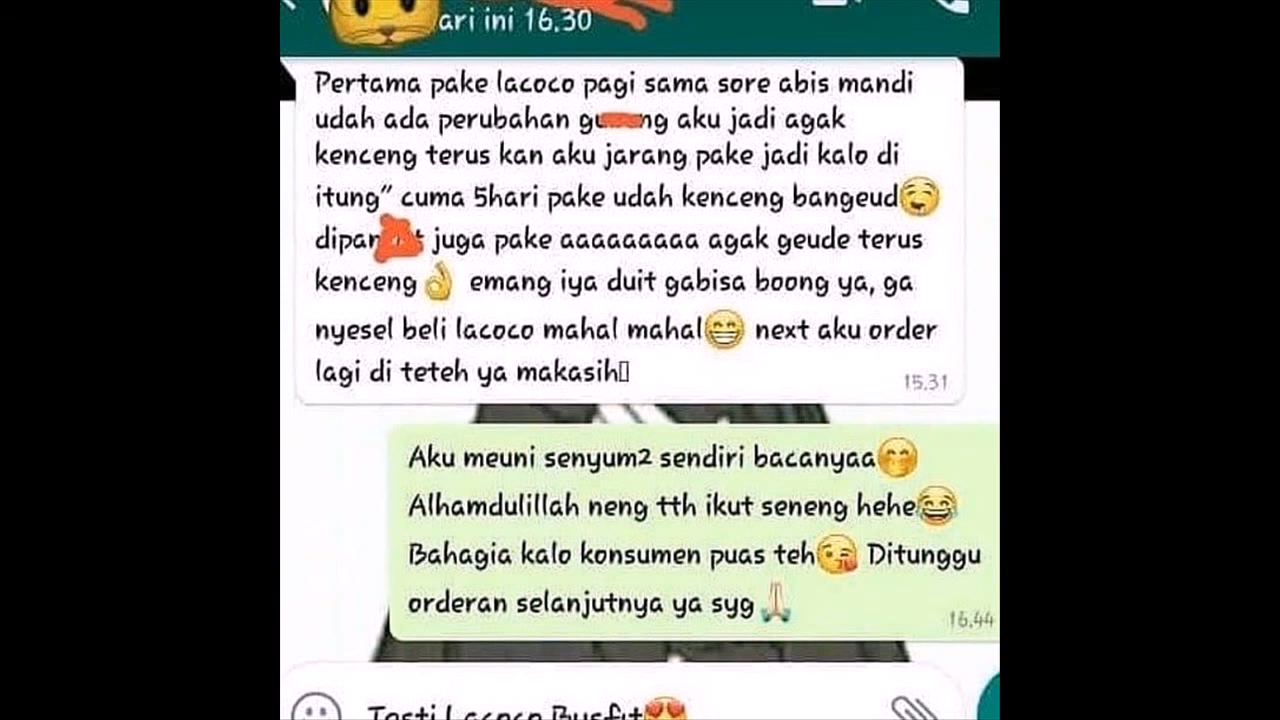 ari ini 16.30
Pertama pake lacoco pagi sama sore abis mandi
udah ada perubahan aku jadi agak
kenceng terus kan aku jarang pake jadi kalo di
itung" cuma 5hari pake udah kenceng bangeud🤤
juga pake aaaaaaaaa agak geude terus
kenceng👌 emang iya duit gabisa boong ya, ga
nyesel beli lacoco mahal mahal😁 next aku order
lagi di teteh ya makasih
15.31
Aku meuni senyum2 sendiri bacanyaa🤭
Alhamdulillah neng tth ikut seneng hehe😂
Bahagia kalo konsumen puas teh😘 Ditunggu
orderan selanjutnya ya syg🙏🏻
16.44
Testi Lacoco Busfit😍